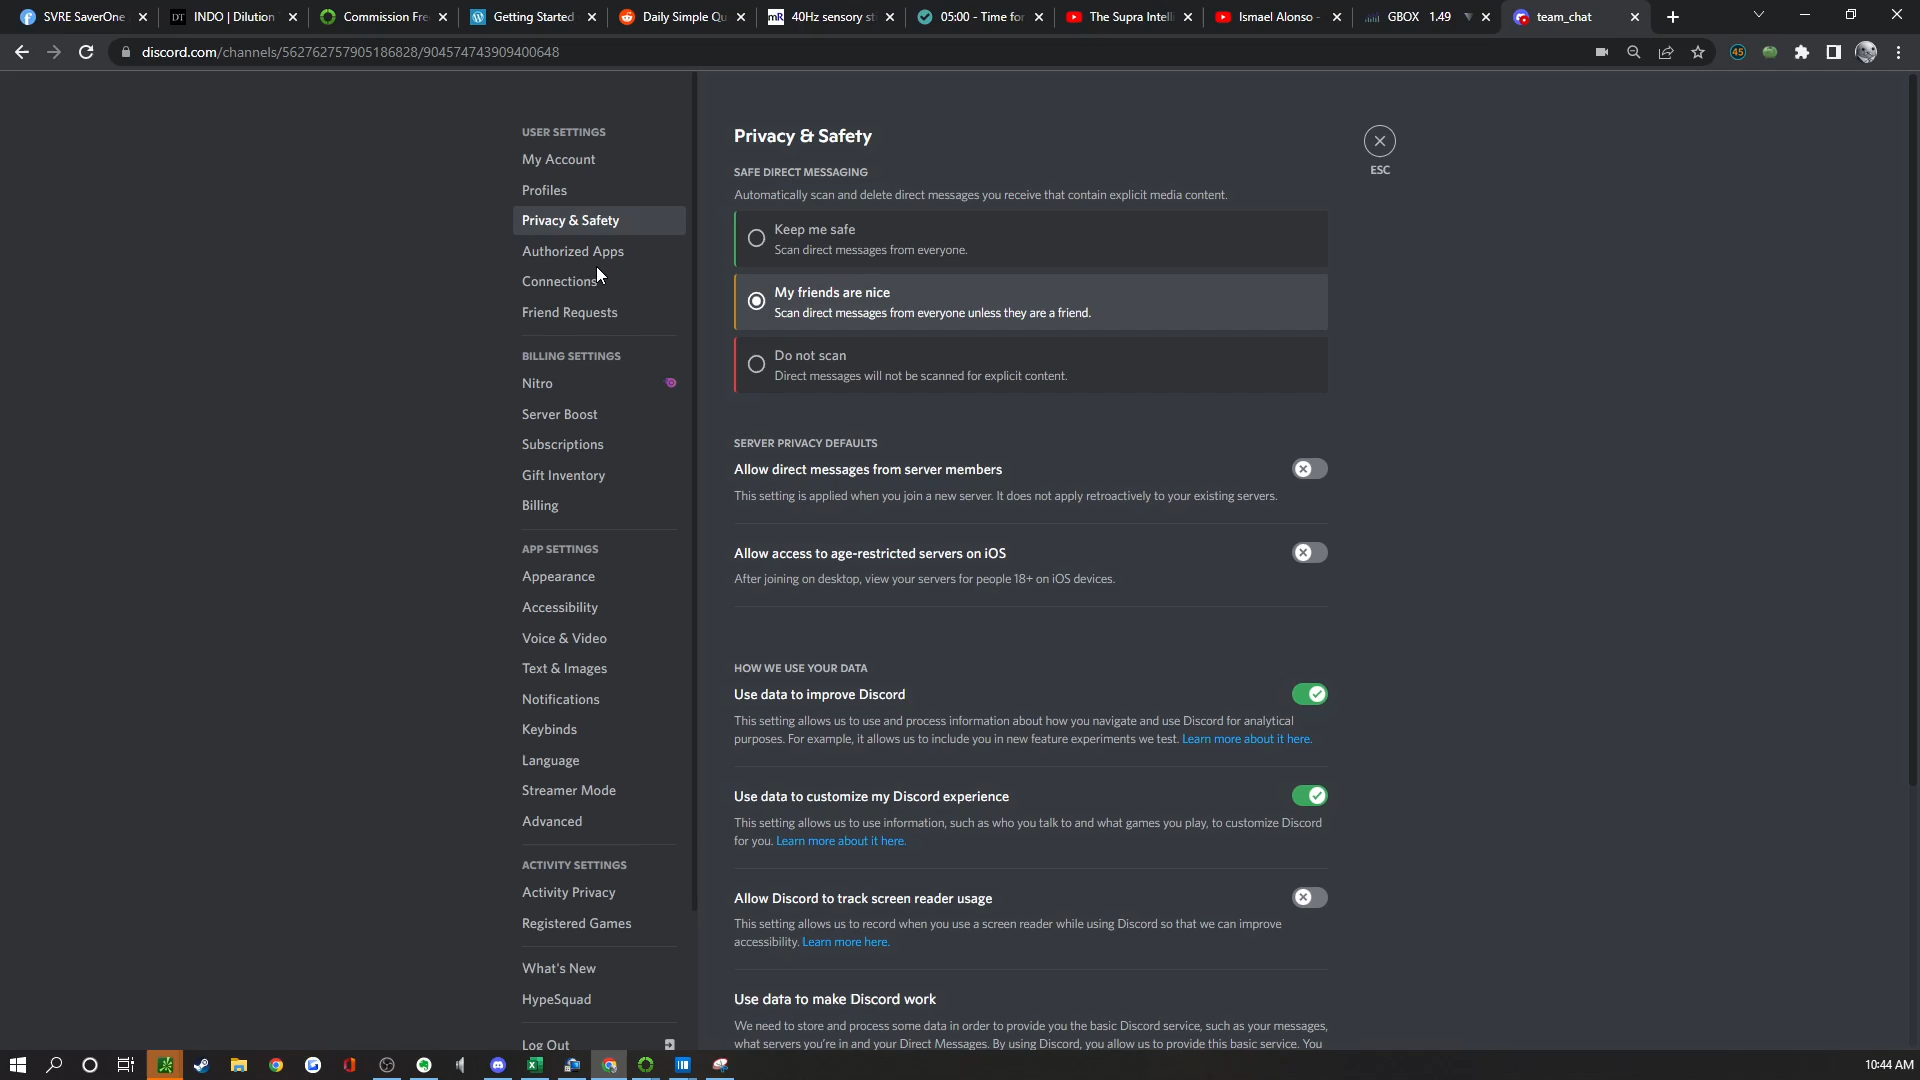 SVRE SaverOne
INDO | Dilution
Commission Fre
Getting Started
Daily Simple Qu
40Hz sensory st
05:00 - Time for
The Supra Intell
Ismael Alonso -
GBOX 1.49
team_chat
discord.com/channels/562762757905186828/904574743909400648
USER SETTINGS
My Account
Profiles
Privacy & Safety
Authorized Apps
Connections
Friend Requests
BILLING SETTINGS
Nitro
Server Boost
Subscriptions
Gift Inventory
Billing
APP SETTINGS
Appearance
Accessibility
Voice & Video
Text & Images
Notifications
Keybinds
Language
Streamer Mode
Advanced
ACTIVITY SETTINGS
Activity Privacy
Registered Games
What's New
HypeSquad
Log Out
Privacy & Safety
ESC
SAFE DIRECT MESSAGING
Automatically scan and delete direct messages you receive that contain explicit media content.
Keep me safe
Scan direct messages from everyone.
My friends are nice
Scan direct messages from everyone unless they are a friend.
Do not scan
Direct messages will not be scanned for explicit content.
SERVER PRIVACY DEFAULTS
Allow direct messages from server members
This setting is applied when you join a new server. It does not apply retroactively to your existing servers.
Allow access to age-restricted servers on iOS
After joining on desktop, view your servers for people 18+ on iOS devices.
HOW WE USE YOUR DATA
Use data to improve Discord
This setting allows us to use and process information about how you navigate and use Discord for analytical
purposes. For example, it allows us to include you in new feature experiments we test. Learn more about it here.
Use data to customize my Discord experience
This setting allows us to use information, such as who you talk to and what games you play, to customize Discord
for you. Learn more about it here.
Allow Discord to track screen reader usage
This setting allows us to record when you use a screen reader while using Discord so that we can improve
accessibility. Learn more here.
Use data to make Discord work
We need to store and process some data in order to provide you the basic Discord service, such as your messages,
what servers you're in and your Direct Messages. By using Discord, you allow us to provide this basic service. You
10:44 AM